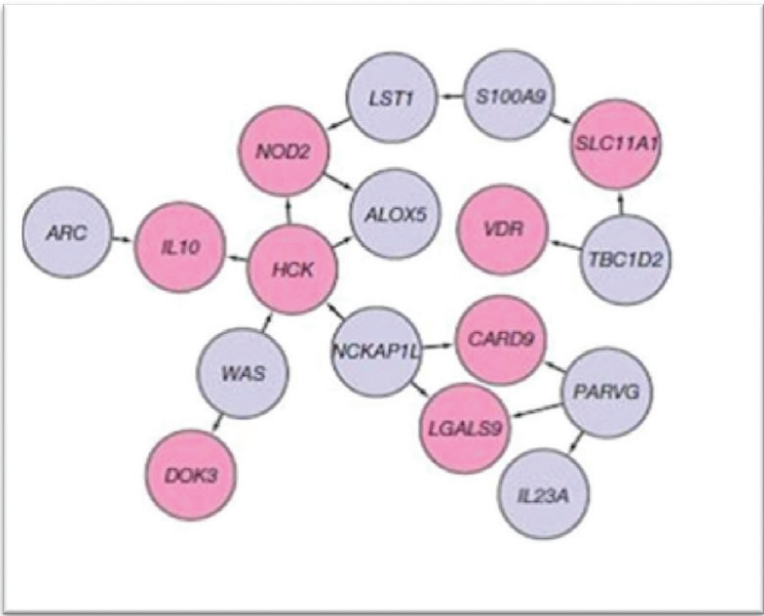 LST1
S100A9
NOD2
SLC11A1
ALOX5
VDR
ARC
IL10
HCK
TBC1D2
NCKAP1L
CARD9
WAS
PARVG
LGALS9
DOK3
IL23A